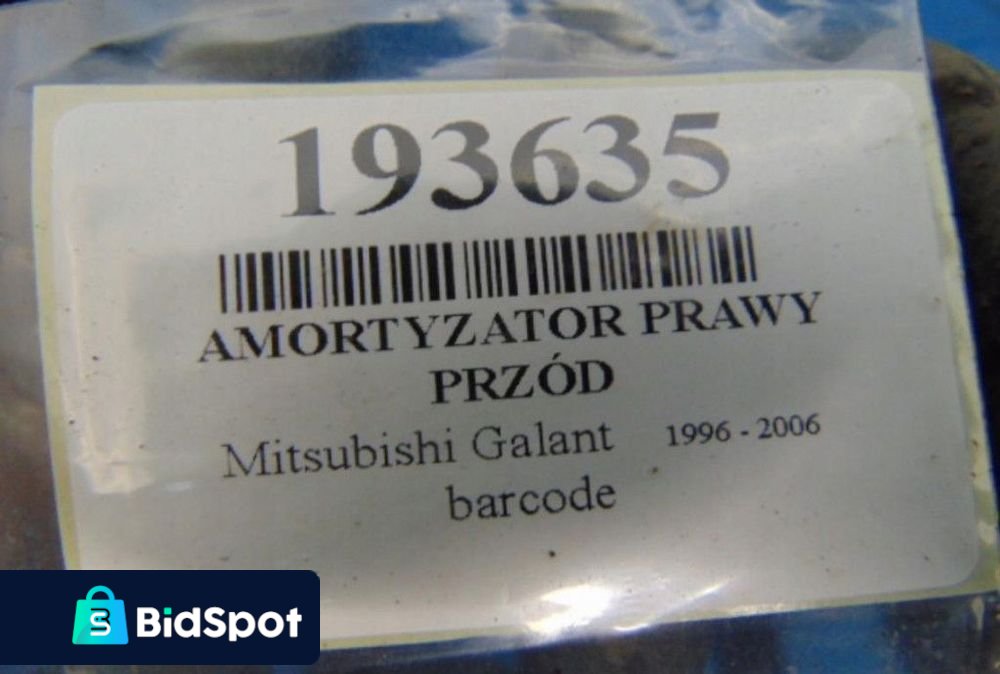 193635
AMORTYZATOR PRAWY
PRZÓD
Mitsubishi Galant 1996 - 2006
barcode
BidSpot